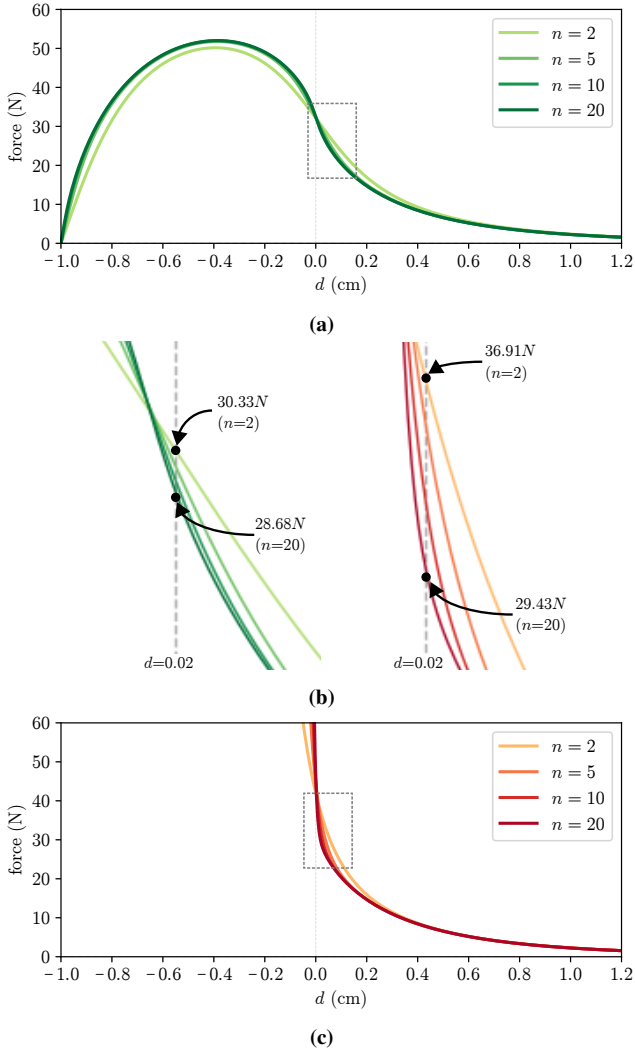 60
50
40
30
20
10
0
force (N)
n = 2
n = 5
n = 10
n = 20
−1.0 −0.8 −0.6 −0.4 −0.2 0.0 0.2 0.4 0.6 0.8 1.0 1.2
d (cm)
(a)
30.33N
(n=2)
28.68N
(n=20)
d=0.02
36.91N
(n=2)
29.43N
(n=20)
d=0.02
(b)
60
50
40
30
20
10
0
force (N)
n = 2
n = 5
n = 10
n = 20
−1.0 −0.8 −0.6 −0.4 −0.2 0.0 0.2 0.4 0.6 0.8 1.0 1.2
d (cm)
(c)